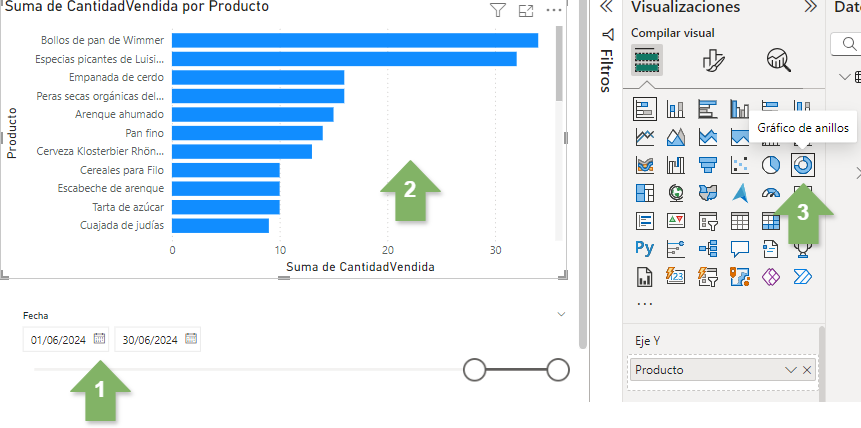 Suma de CantidadVendida por Producto
Producto
Bollos de pan de Wimmer
Especias picantes de Luisi...
Empanada de cerdo
Peras secas orgánicas del...
Arenque ahumado
Pan fino
Cerveza Klosterbier Rhön...
Cereales para Filo
Escabeche de arenque
Tarta de azúcar
Cuajada de judías
0 10 20 30
Suma de CantidadVendida
2
Fecha
01/06/2024 30/06/2024
1
Filtros
Visualizaciones
Compilar visual
Gráfico de anillos
3
Py
123
...
Eje Y
Producto
Dat